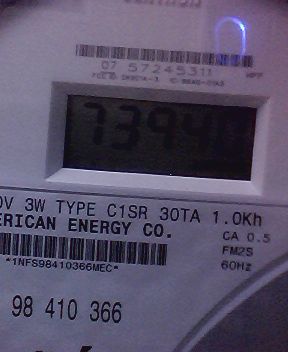 07 57245311
7394
0V 3W TYPE C1SR 30TA 1.0Kh
ERICAN ENERGY CO.
CA 0.5
FM2S
*1NFS98410366MEC*
60Hz
98 410 366